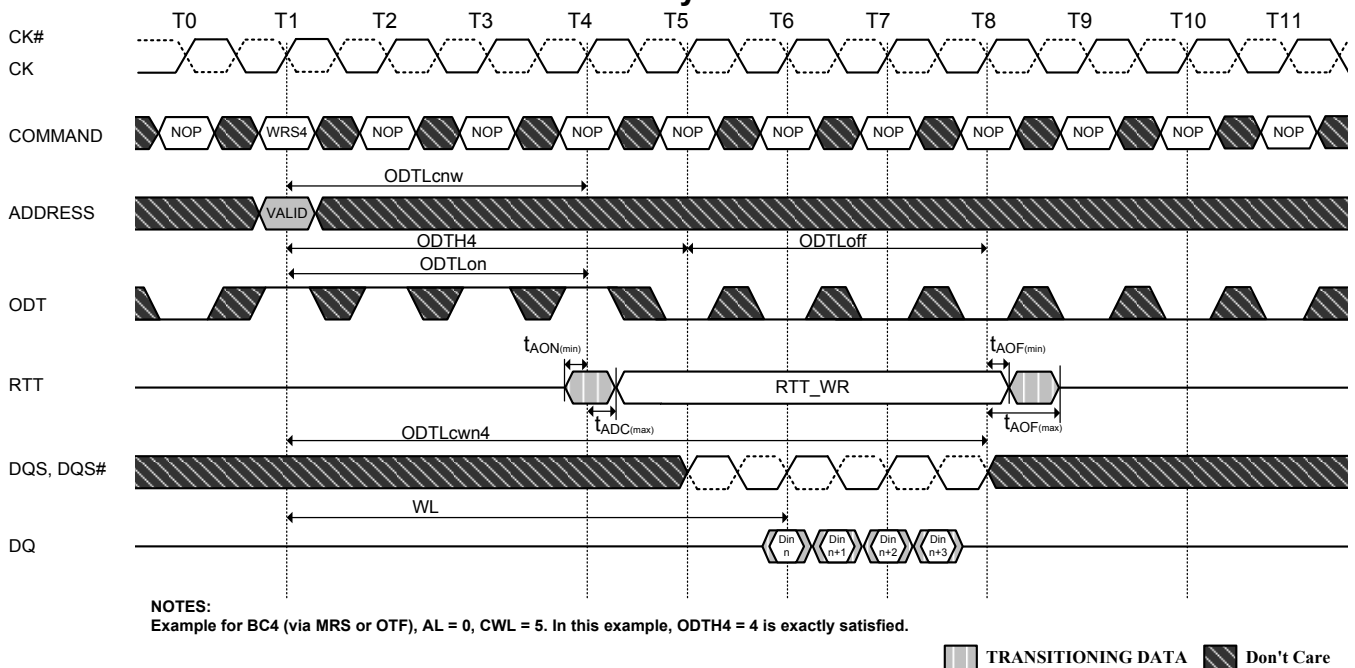 T0 T1 T2 T3 T4 T5 T6 T7 T8 T9 T10 T11
CK#
CK
COMMAND NOP WRS4 NOP NOP NOP NOP NOP NOP NOP NOP NOP NOP
ODTLcnw
ADDRESS VALID
ODTH4 ODTLoff
ODTLon
ODT
tAON(min) tAOF(min)
RTT RTT_WR
tADC(max) tAOF(max)
ODTLcwn4
DQS, DQS#
WL
DQ Din n Din n+1 Din n+2 Din n+3
NOTES:
Example for BC4 (via MRS or OTF), AL = 0, CWL = 5. In this example, ODTH4 = 4 is exactly satisfied.
TRANSITIONING DATA Don't Care